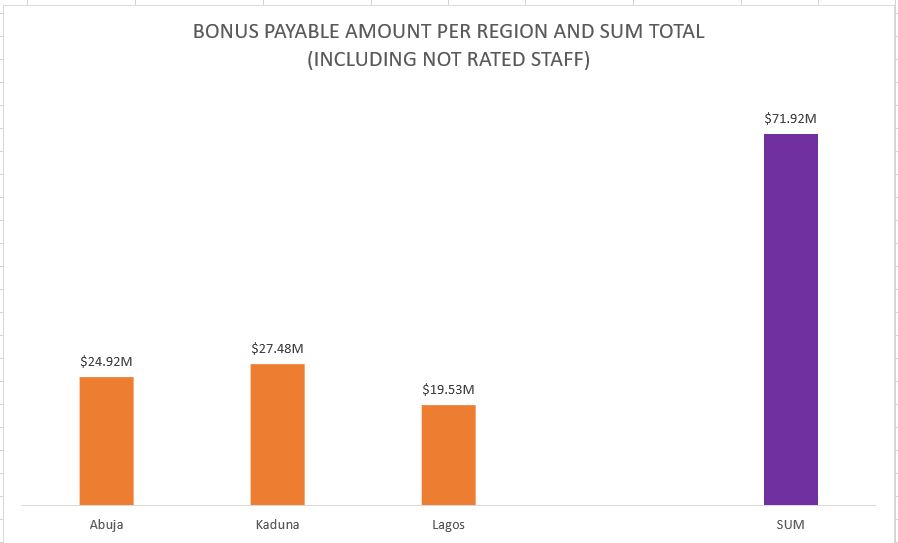 BONUS PAYABLE AMOUNT PER REGION AND SUM TOTAL
(INCLUDING NOT RATED STAFF)
$71.92M
$24.92M
$27.48M
$19.53M
Abuja
Kaduna
Lagos
SUM